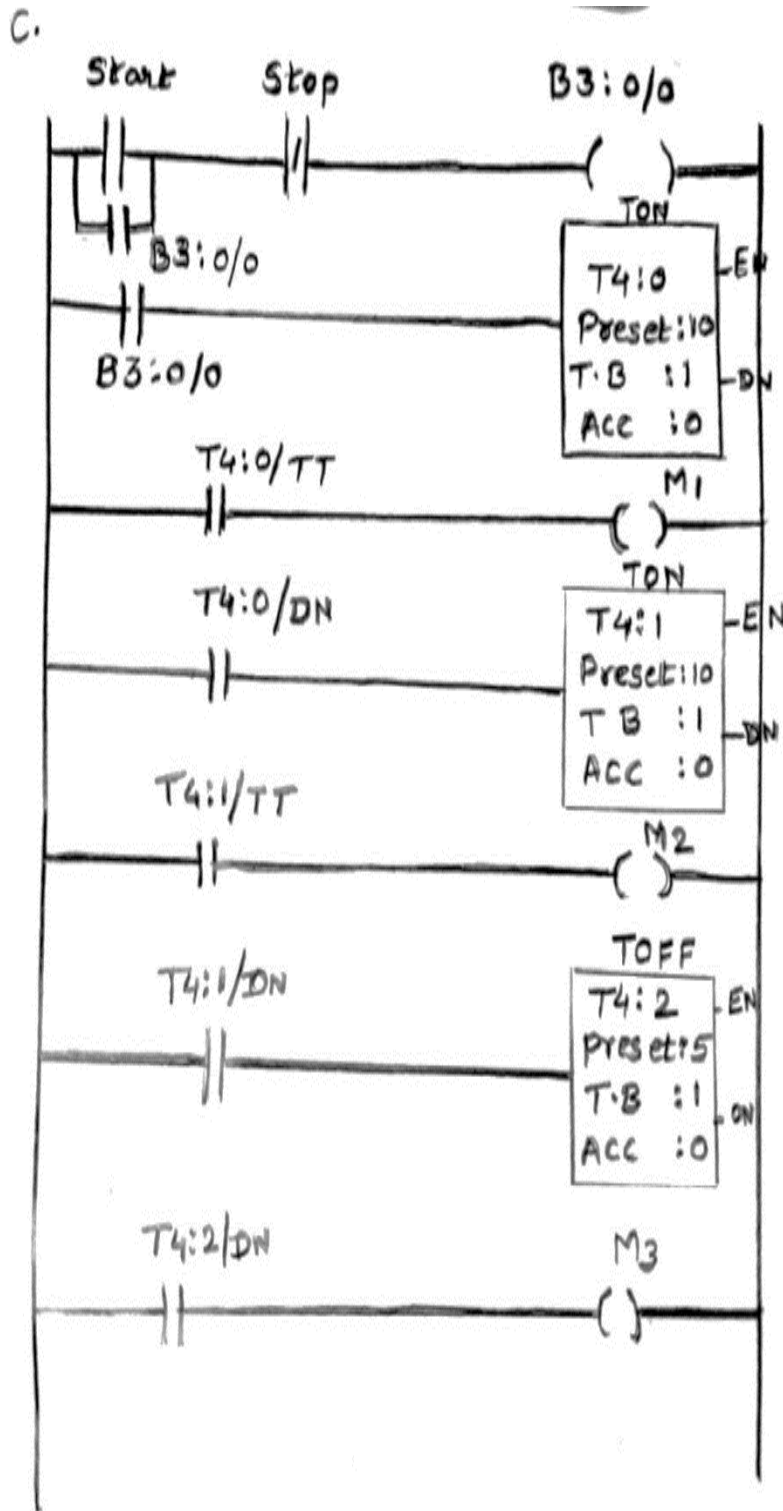 C.
Start Stop B3:0/0
B3:0/0
TON
T4:0
Preset:10
T.B :1
ACC :0
EN
DN
B3:0/0
T4:0/TT M1
T4:0/DN
TON
T4:1
Preset:10
T B :1
ACC :0
EN
DN
T4:1/TT M2
T4:1/DN
TOFF
T4:2
Preset:5
T.B :1
ACC :0
EN
DN
T4:2/DN M3